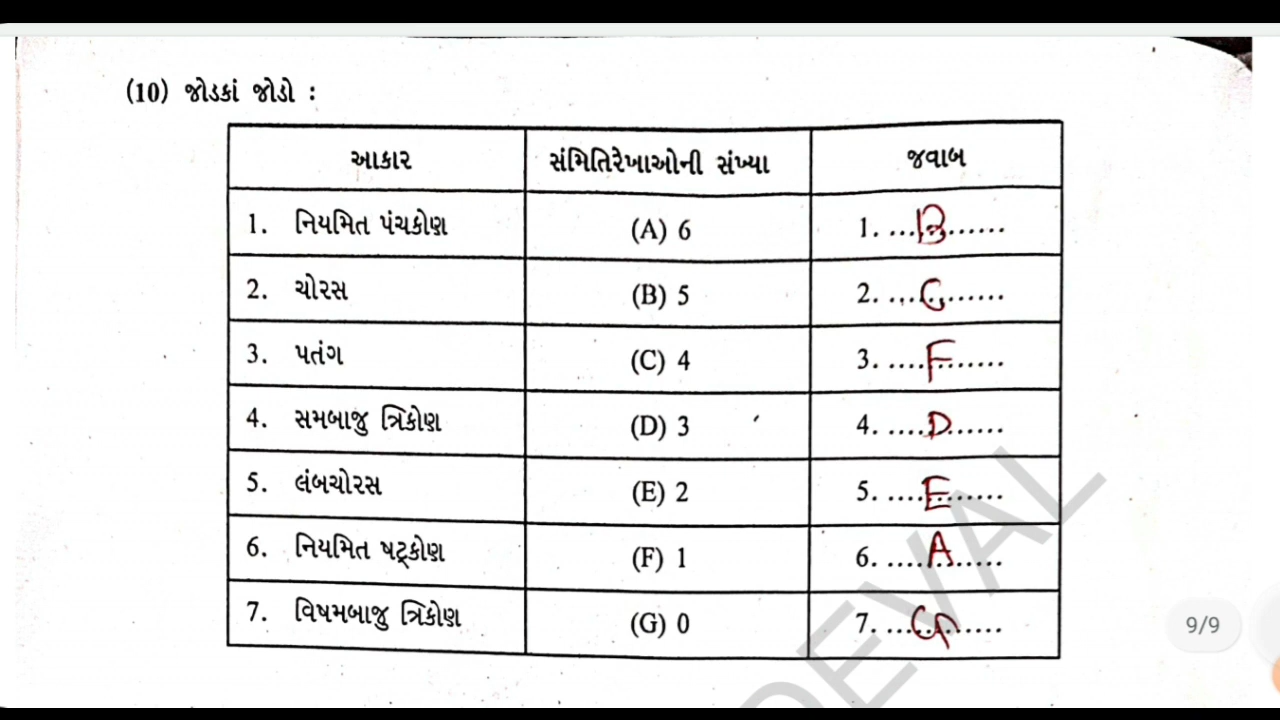 (10) જોડકાં જોડો :
આકાર સંમિતિરેખાઓની સંખ્યા જવાબ
1. નિયમિત પંચકોણ (A) 6 1. ....B.......
2. ચોરસ (B) 5 2. ....C.......
3. પતંગ (C) 4 3. ....F.......
4. સમબાજુ ત્રિકોણ (D) 3 4. ....D......
5. લંબચોરસ (E) 2 5. ....E.......
6. નિયમિત ષટ્કોણ (F) 1 6. ....A.......
7. વિષમબાજુ ત્રિકોણ (G) 0 7. ...G.......
DEVAL
9/9